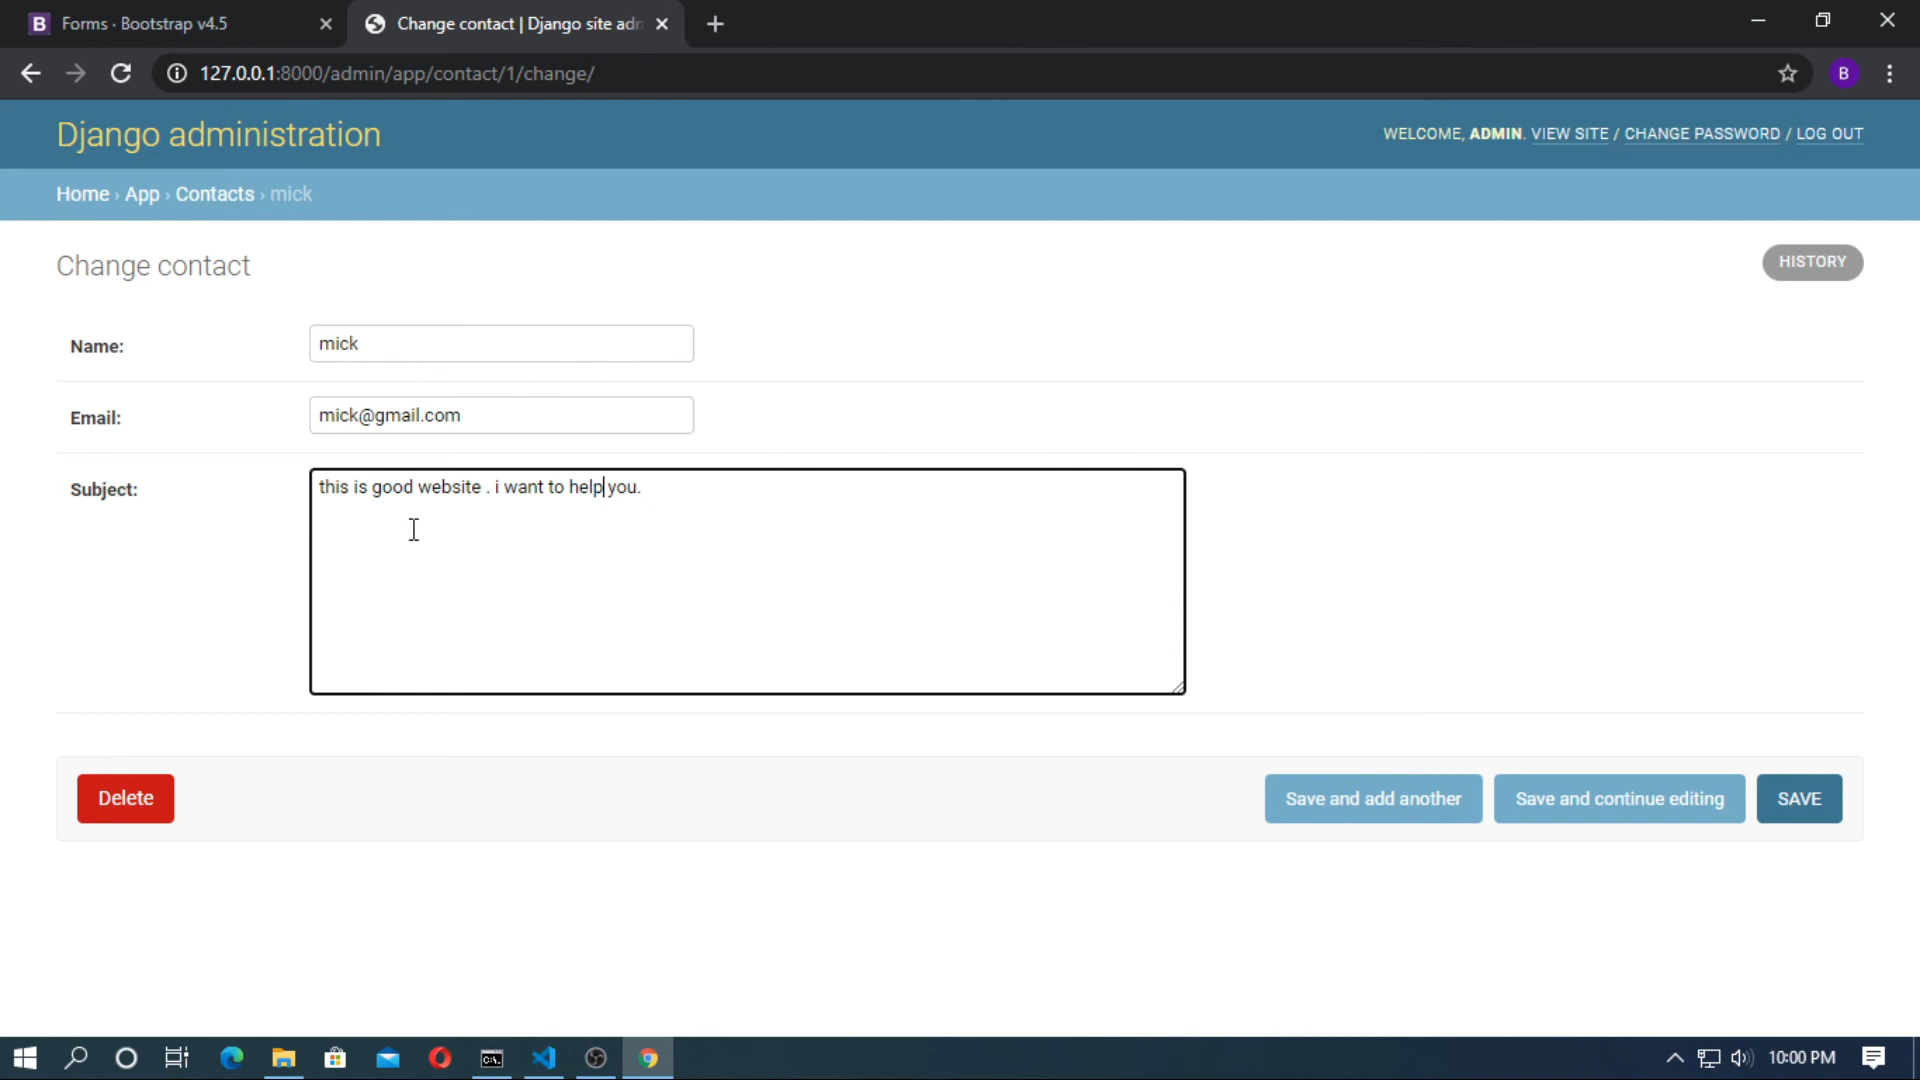 B Forms · Bootstrap v4.5
Change contact | Django site adm
127.0.0.1:8000/admin/app/contact/1/change/
B
Django administration
WELCOME, ADMIN. VIEW SITE / CHANGE PASSWORD / LOG OUT
Home › App › Contacts › mick
Change contact
HISTORY
Name:
mick
Email:
mick@gmail.com
Subject:
this is good website . i want to help you.
Delete
Save and add another
Save and continue editing
SAVE
10:00 PM